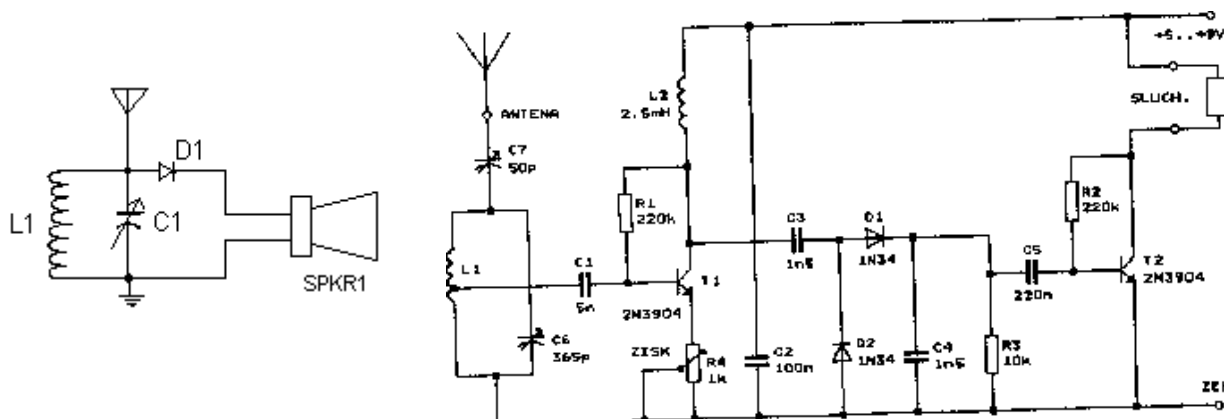 D1
L1
C1
SPKR1
ANTENA
C7
50p
L1
C6
365p
C1
5n
R1
220k
L2
2.5mH
T1
2N3904
ZISK
R4
1k
C2
100n
C3
1n5
D1
1N34
D2
1N34
C4
1n5
R3
10k
C5
220n
R2
220k
T2
2N3904
+5..+9V
SLUCH.